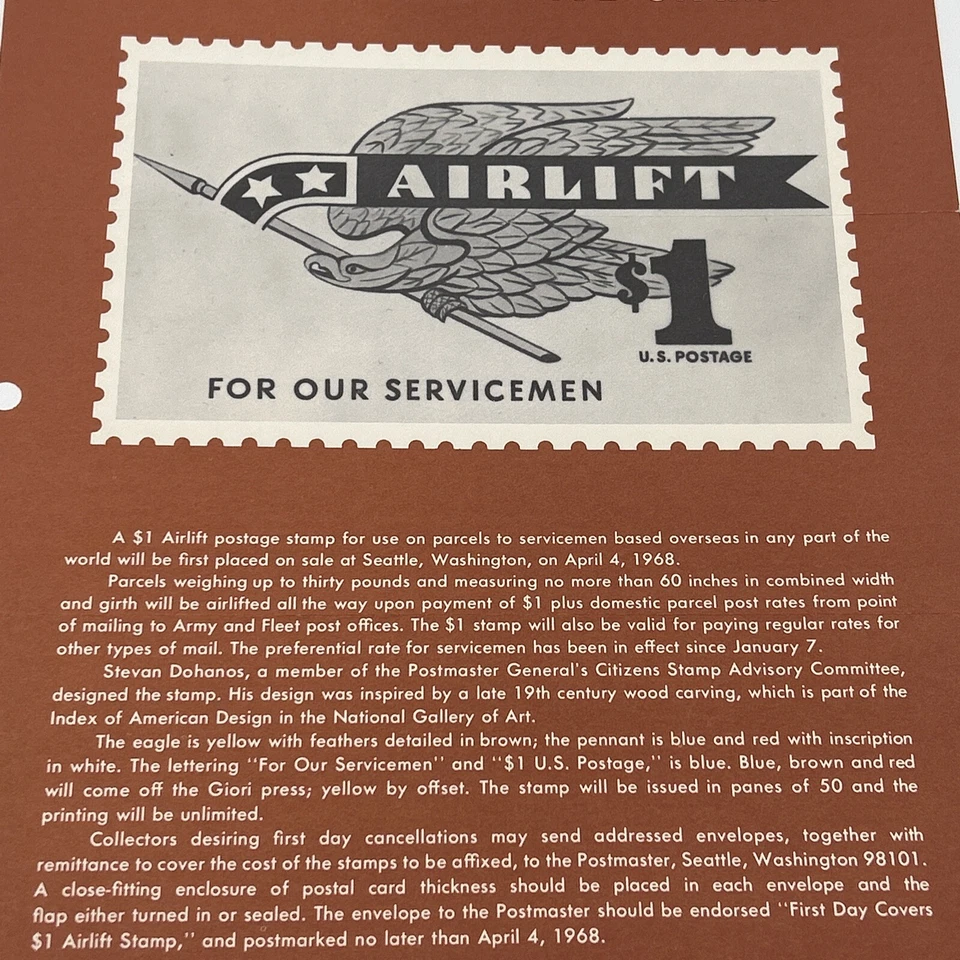 AIRLIFT
$1
U.S. POSTAGE
FOR OUR SERVICEMEN
A $1 Airlift postage stamp for use on parcels to servicemen based overseas in any part of the
world will be first placed on sale at Seattle, Washington, on April 4, 1968.
Parcels weighing up to thirty pounds and measuring no more than 60 inches in combined width
and girth will be airlifted all the way upon payment of $1 plus domestic parcel post rates from point
of mailing to Army and Fleet post offices. The $1 stamp will also be valid for paying regular rates for
other types of mail. The preferential rate for servicemen has been in effect since January 7.
Stevan Dohanos, a member of the Postmaster General's Citizens Stamp Advisory Committee,
designed the stamp. His design was inspired by a late 19th century wood carving, which is part of the
Index of American Design in the National Gallery of Art.
The eagle is yellow with feathers detailed in brown; the pennant is blue and red with inscription
in white. The lettering "For Our Servicemen" and "$1 U.S. Postage," is blue. Blue, brown and red
will come off the Giori press; yellow by offset. The stamp will be issued in panes of 50 and the
printing will be unlimited.
Collectors desiring first day cancellations may send addressed envelopes, together with
remittance to cover the cost of the stamps to be affixed, to the Postmaster, Seattle, Washington 98101.
A close-fitting enclosure of postal card thickness should be placed in each envelope and the
flap either turned in or sealed. The envelope to the Postmaster should be endorsed "First Day Covers
$1 Airlift Stamp," and postmarked no later than April 4, 1968.